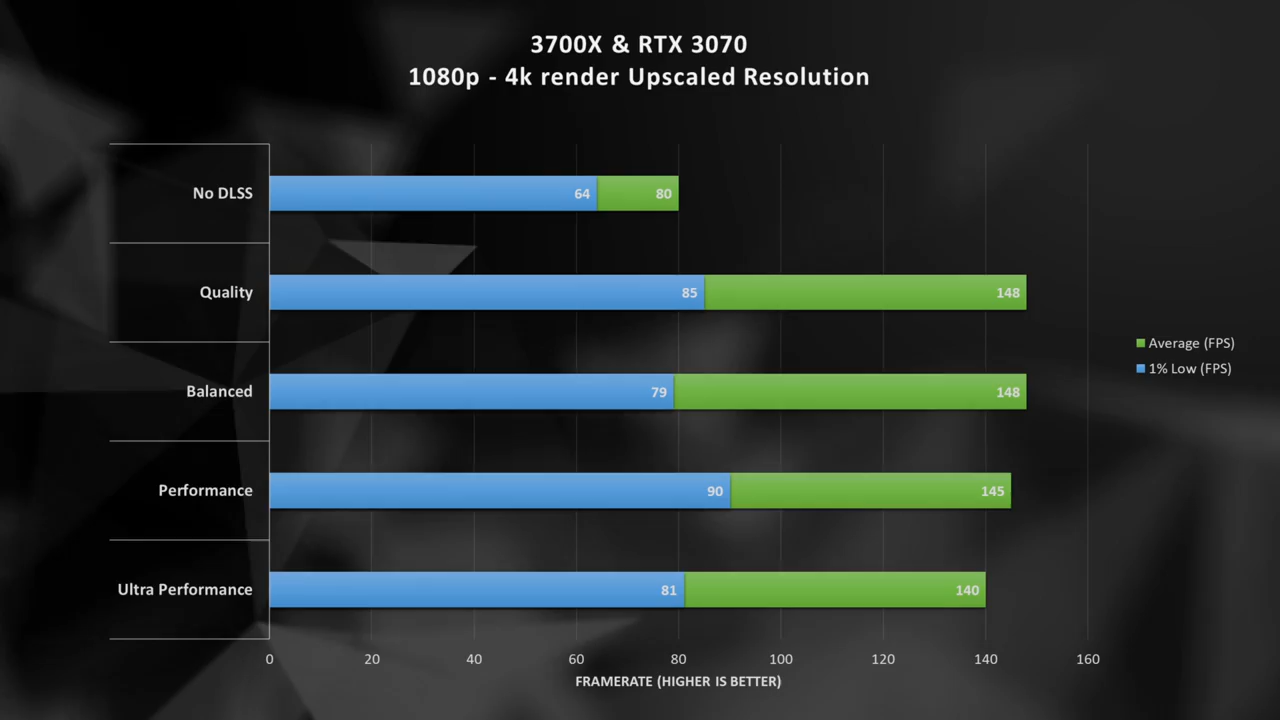 3700X & RTX 3070
1080p - 4k render Upscaled Resolution
No DLSS
64
80
Quality
85
148
Balanced
79
148
Performance
90
145
Ultra Performance
81
140
0
20
40
60
80
100
120
140
160
FRAMERATE (HIGHER IS BETTER)
Average (FPS)
1% Low (FPS)